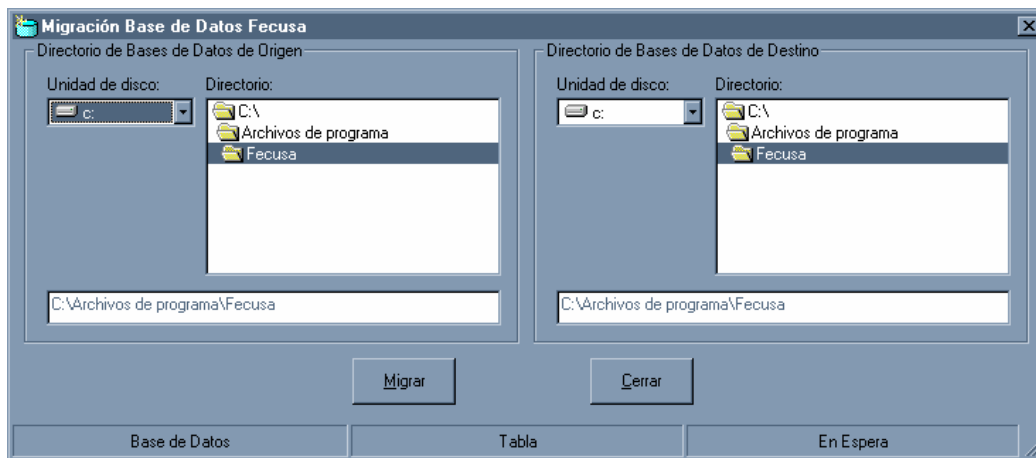 Migración Base de Datos Fecusa
Directorio de Bases de Datos de Origen
Unidad de disco:
Directorio:
c:
C:\
Archivos de programa
Fecusa
C:\Archivos de programa\Fecusa
Directorio de Bases de Datos de Destino
Unidad de disco:
Directorio:
c:
C:\
Archivos de programa
Fecusa
C:\Archivos de programa\Fecusa
Migrar
Cerrar
Base de Datos
Tabla
En Espera